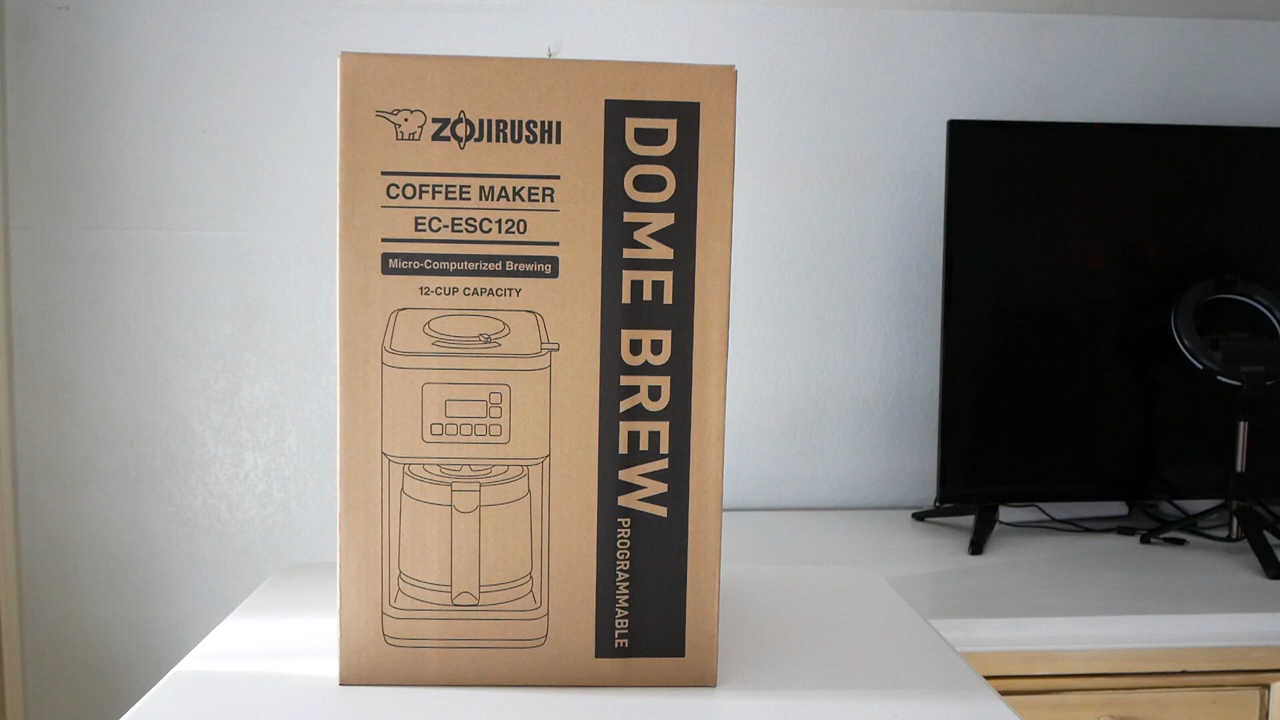 ZOJIRUSHI
COFFEE MAKER
EC-ESC120
Micro-Computerized Brewing
12-CUP CAPACITY
DOME BREW
PROGRAMMABLE